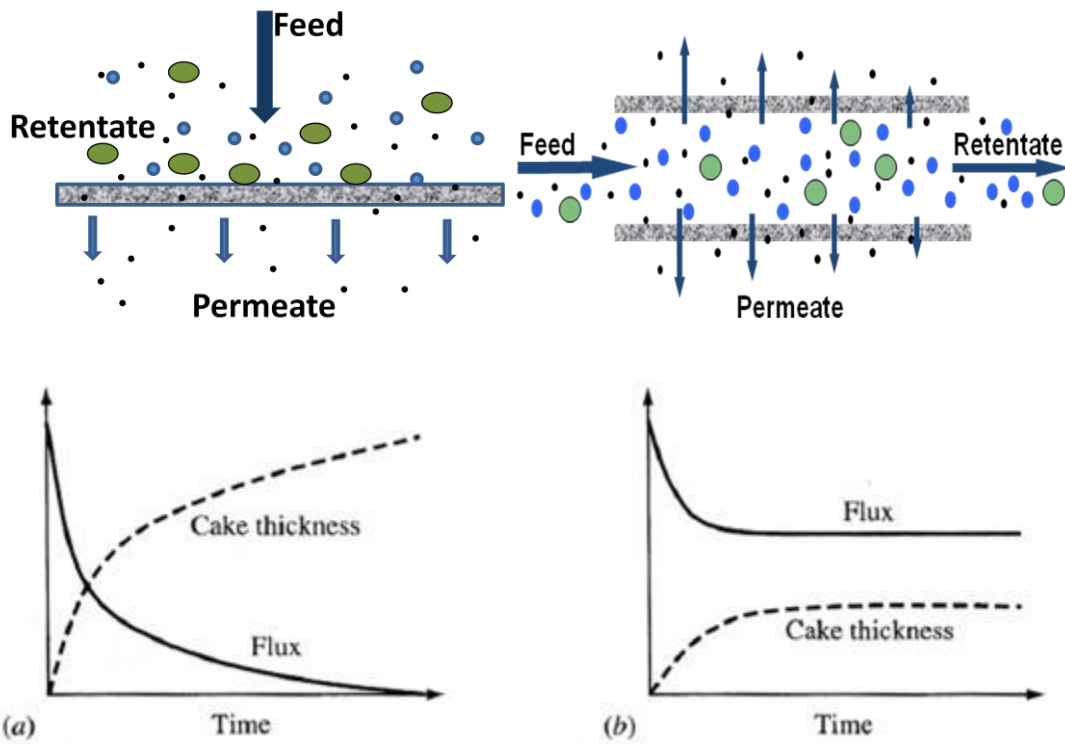 Feed
Retentate
Permeate
Feed
Retentate
Permeate
Cake thickness
Flux
(a)
Time
Flux
Cake thickness
(b)
Time